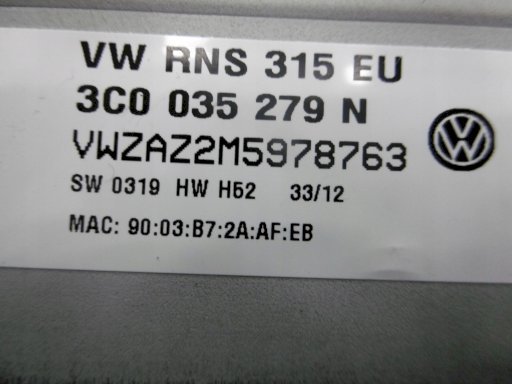 VW RNS 315 EU
3C0 035 279 N
VWZAZ2M5978763
SW 0319 HW H52 33/12
MAC: 90:03:B7:2A:AF:EB